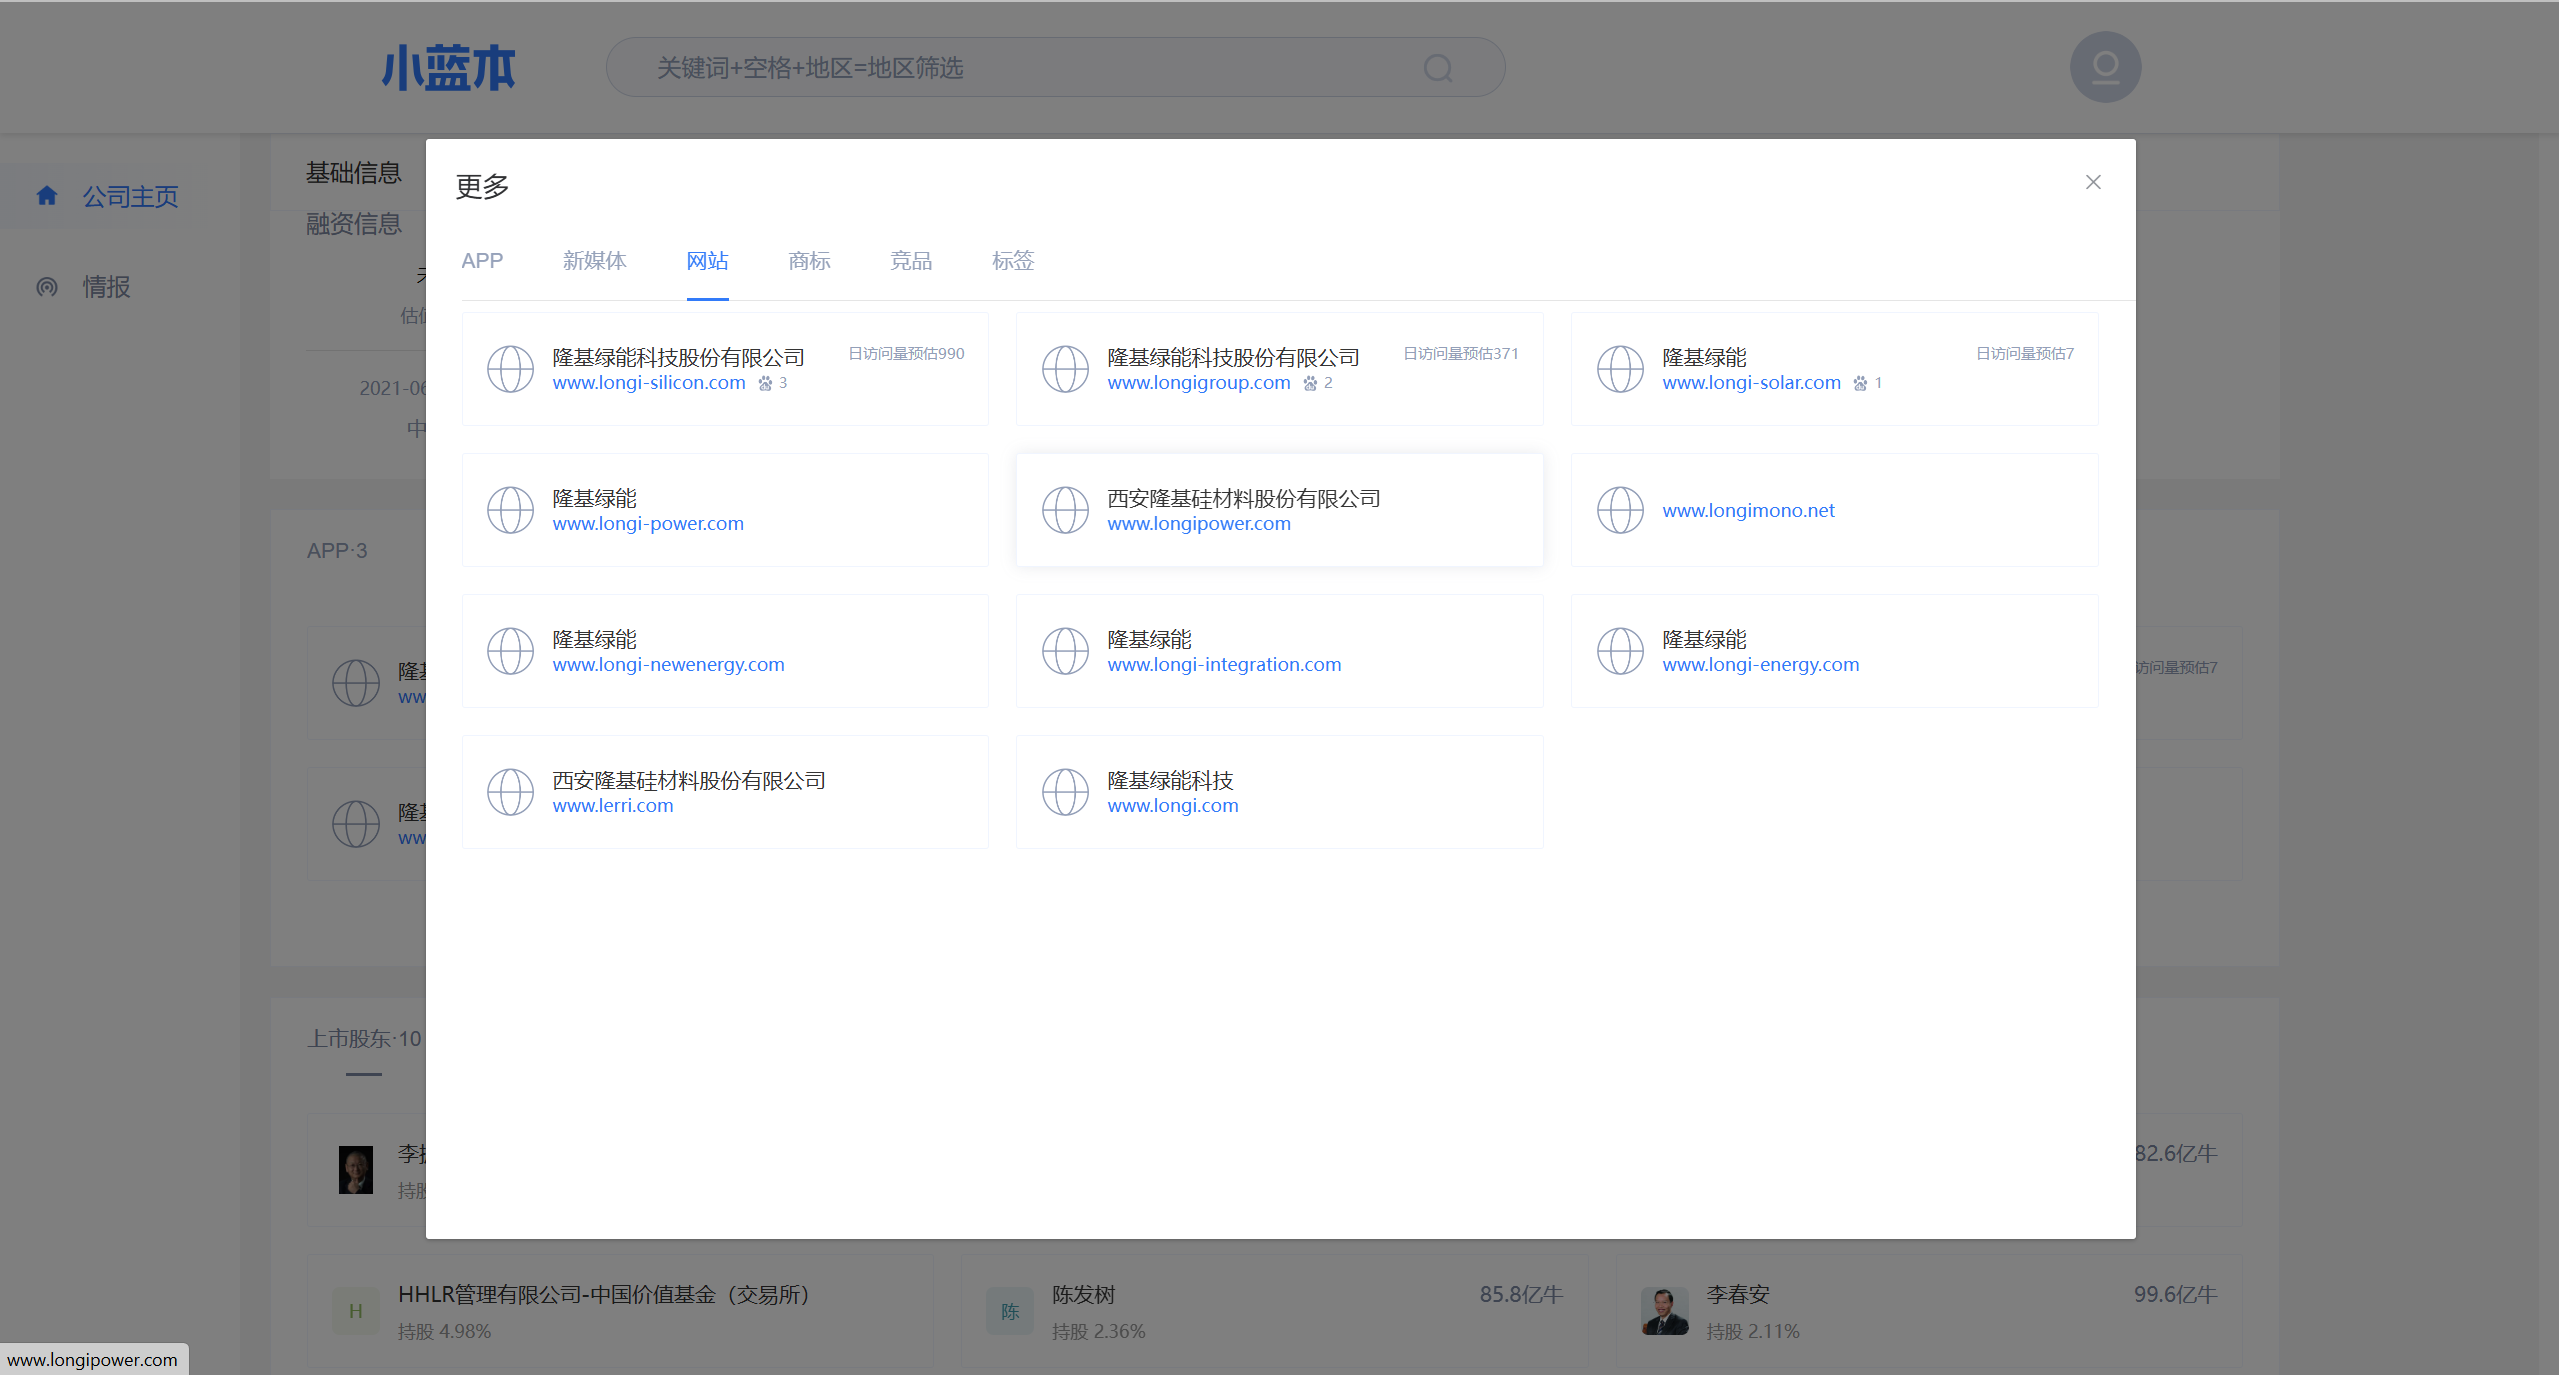 小蓝本
关键词+空格+地区=地区筛选
公司主页
情报
基础信息
融资信息
2021-06
中
APP·3
更多
APP 新媒体 网站 商标 竞品 标签
隆基绿能科技股份有限公司 日访问量预估990
www.longi-silicon.com 3
隆基绿能科技股份有限公司 日访问量预估371
www.longigroup.com 2
隆基绿能 日访问量预估7
www.longi-solar.com 1
隆基绿能
www.longi-power.com
西安隆基硅材料股份有限公司
www.longipower.com
www.longimono.net
隆基绿能
www.longi-newenergy.com
隆基绿能
www.longi-integration.com
隆基绿能
www.longi-energy.com
西安隆基硅材料股份有限公司
www.lerri.com
隆基绿能科技
www.longi.com
隆
ww
访问量预估7
隆
ww
上市股东·10
李
持
82.6亿牛
H
HHLR管理有限公司-中国价值基金（交易所）
持股 4.98%
陈
陈发树 85.8亿牛
持股 2.36%
李春安 99.6亿牛
持股 2.11%
www.longipower.com